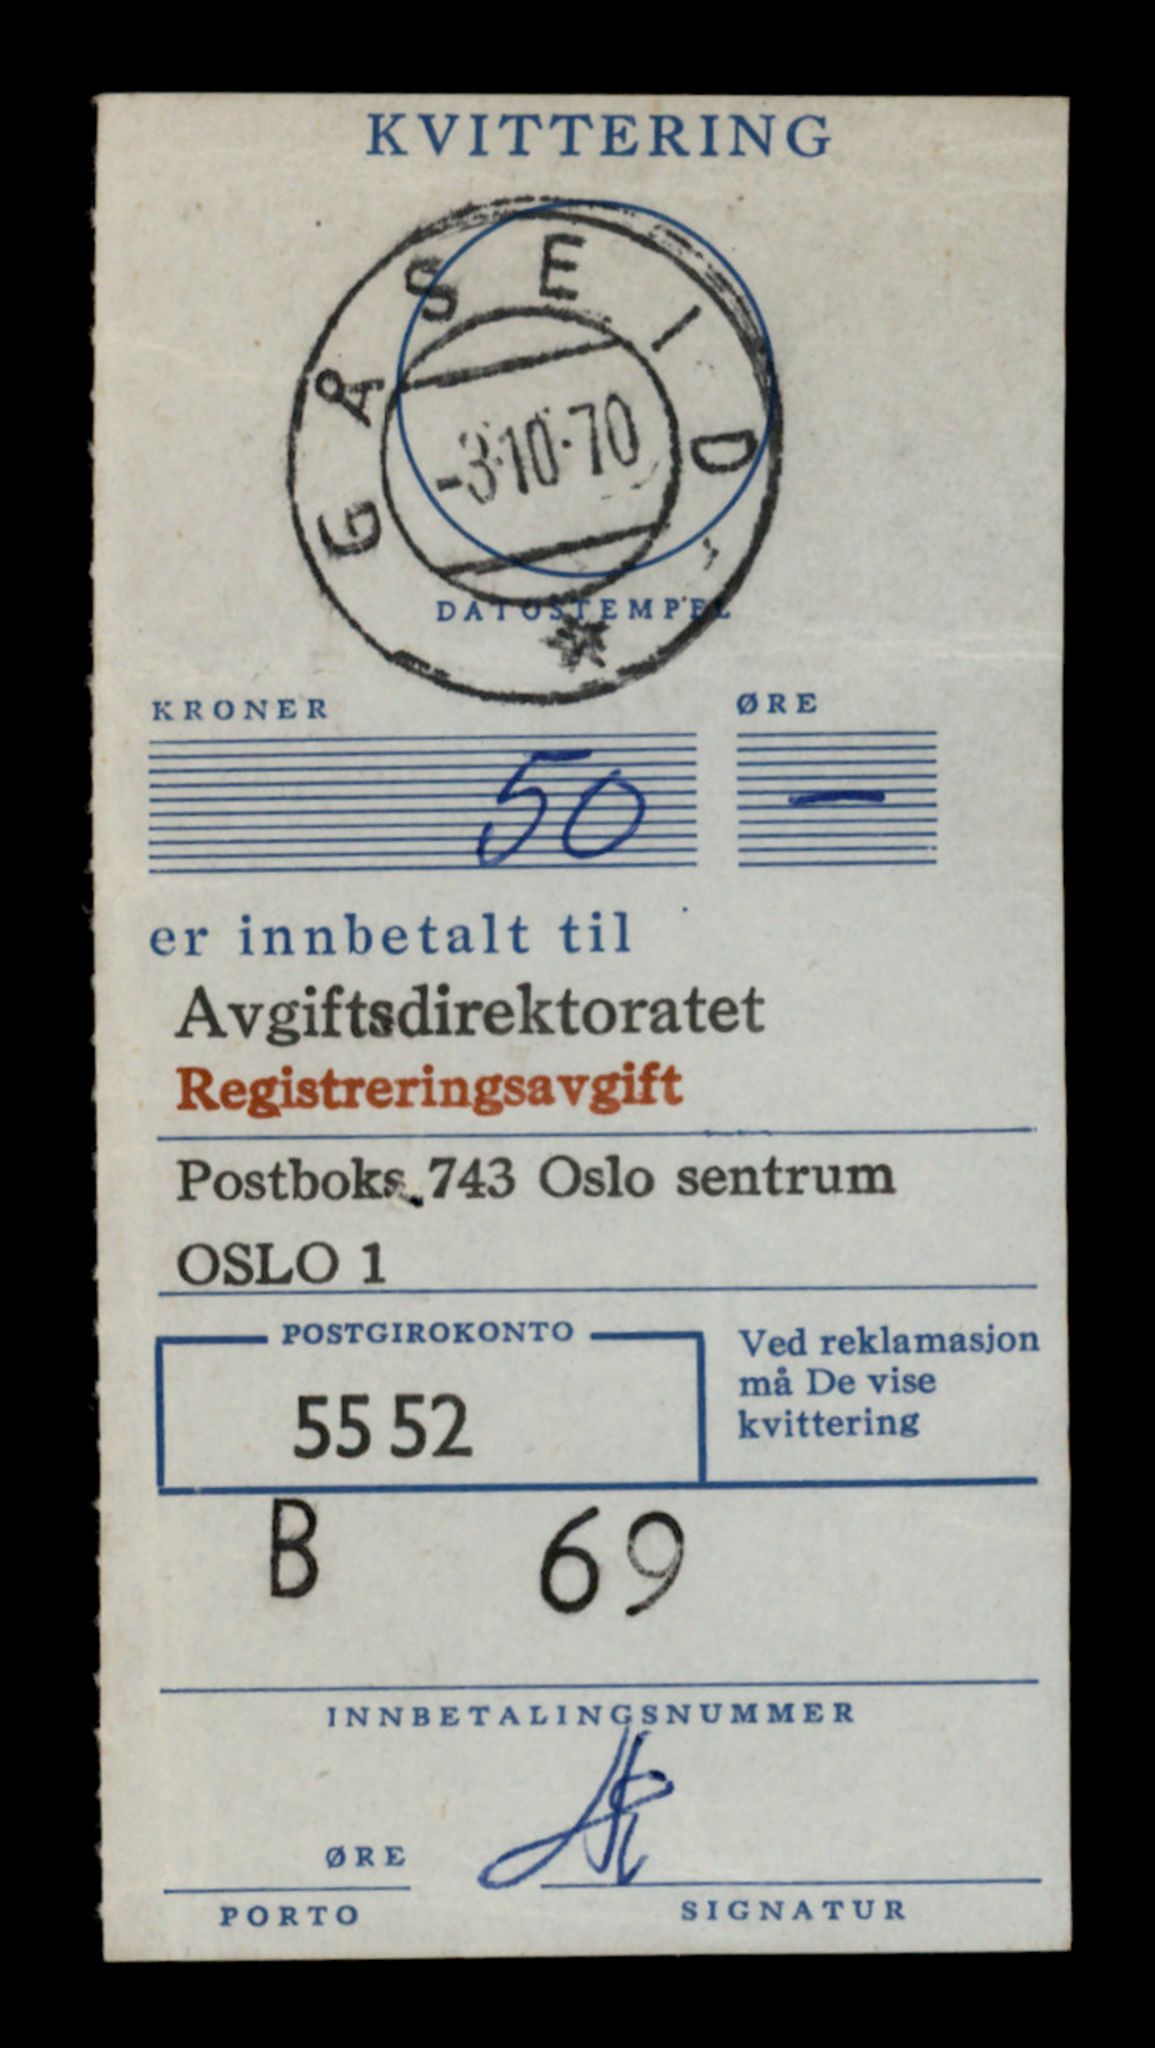 KVITTERING
GÅSEID
-3·10·70
DATOSTEMPEL
KRONER ØRE
50 —
er innbetalt til
Avgiftsdirektoratet
Registreringsavgift
Postboks 743 Oslo sentrum
OSLO 1
POSTGIROKONTO
55 52
Ved reklamasjon
må De vise
kvittering
B 69
INNBETALINGSNUMMER
ØRE
PORTO
SIGNATUR